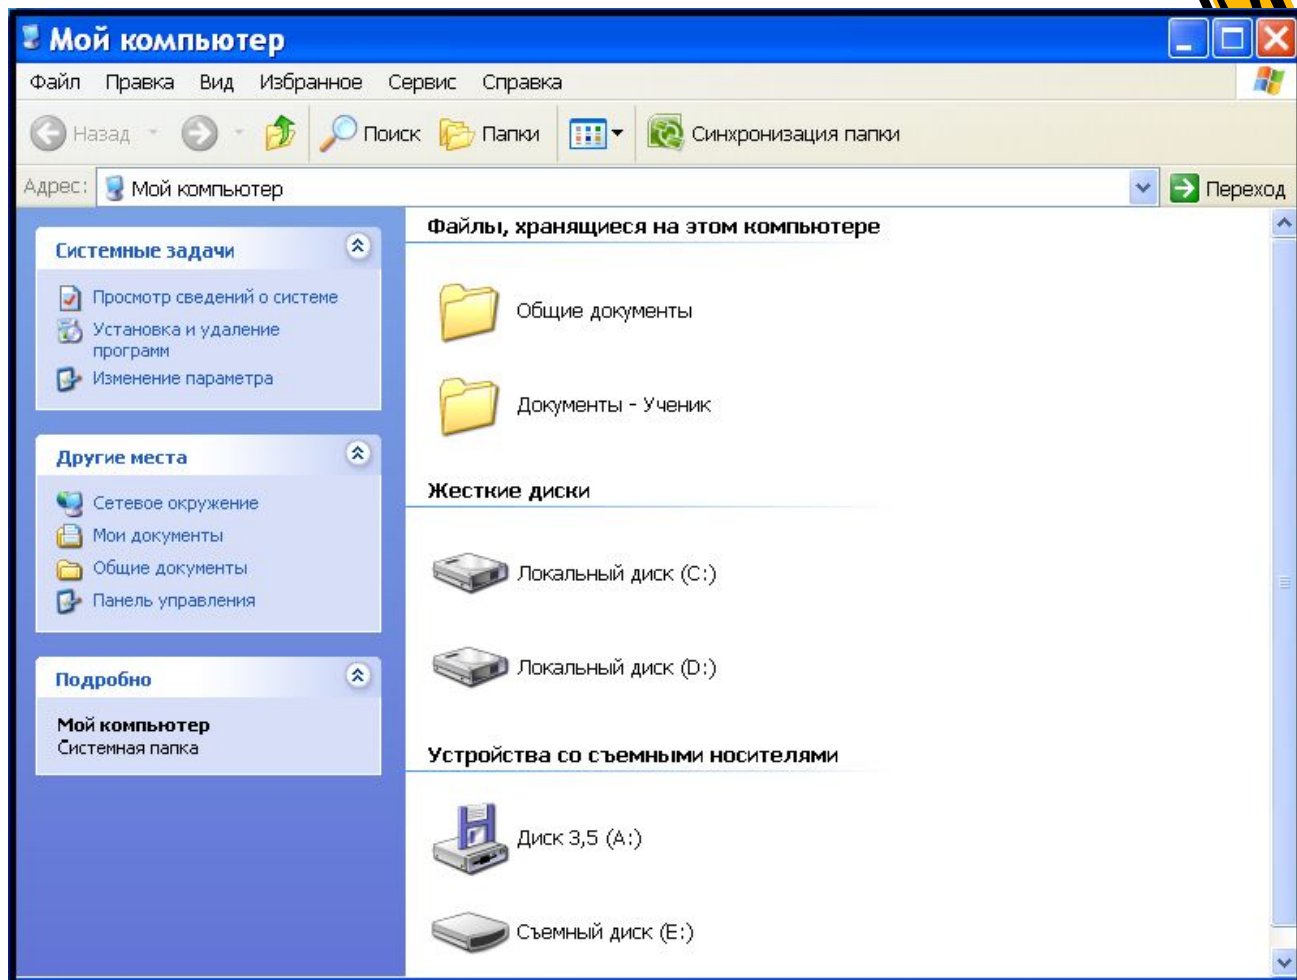 Мой компьютер
Файл Правка Вид Избранное Сервис Справка
Назад Поиск Папки Синхронизация папки
Адрес: Мой компьютер Переход
Системные задачи
Просмотр сведений о системе
Установка и удаление
программ
Изменение параметра
Другие места
Сетевое окружение
Мои документы
Общие документы
Панель управления
Подробно
Мой компьютер
Системная папка
Файлы, хранящиеся на этом компьютере
Общие документы
Документы - Ученик
Жесткие диски
Локальный диск (C:)
Локальный диск (D:)
Устройства со съемными носителями
Диск 3,5 (A:)
Съемный диск (E:)